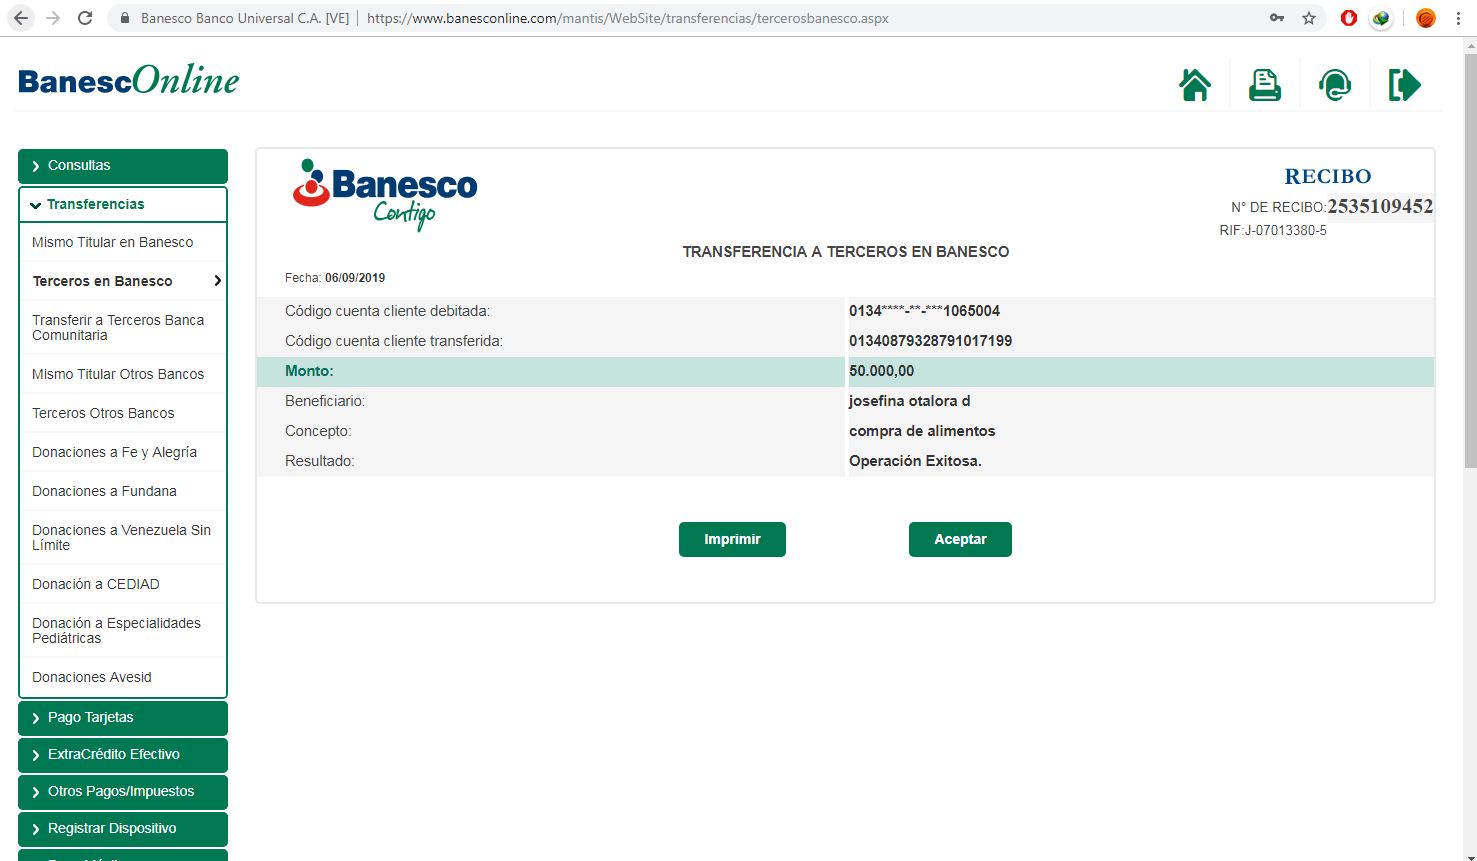 Banesco Banco Universal C.A. [VE] | https://www.banesconline.com/mantis/WebSite/transferencias/tercerosbanesco.aspx
BanescOnline
Consultas
Transferencias
Mismo Titular en Banesco
Terceros en Banesco
Transferir a Terceros Banca
Comunitaria
Mismo Titular Otros Bancos
Terceros Otros Bancos
Donaciones a Fe y Alegría
Donaciones a Fundana
Donaciones a Venezuela Sin
Límite
Donación a CEDIAD
Donación a Especialidades
Pediátricas
Donaciones Avesid
Pago Tarjetas
ExtraCrédito Efectivo
Otros Pagos/Impuestos
Registrar Dispositivo
Banesco
Contigo
RECIBO
N° DE RECIBO:2535109452
RIF:J-07013380-5
TRANSFERENCIA A TERCEROS EN BANESCO
Fecha: 06/09/2019
Código cuenta cliente debitada: 0134****-**-***1065004
Código cuenta cliente transferida: 01340879328791017199
Monto: 50.000,00
Beneficiario: josefina otalora d
Concepto: compra de alimentos
Resultado: Operación Exitosa.
Imprimir Aceptar